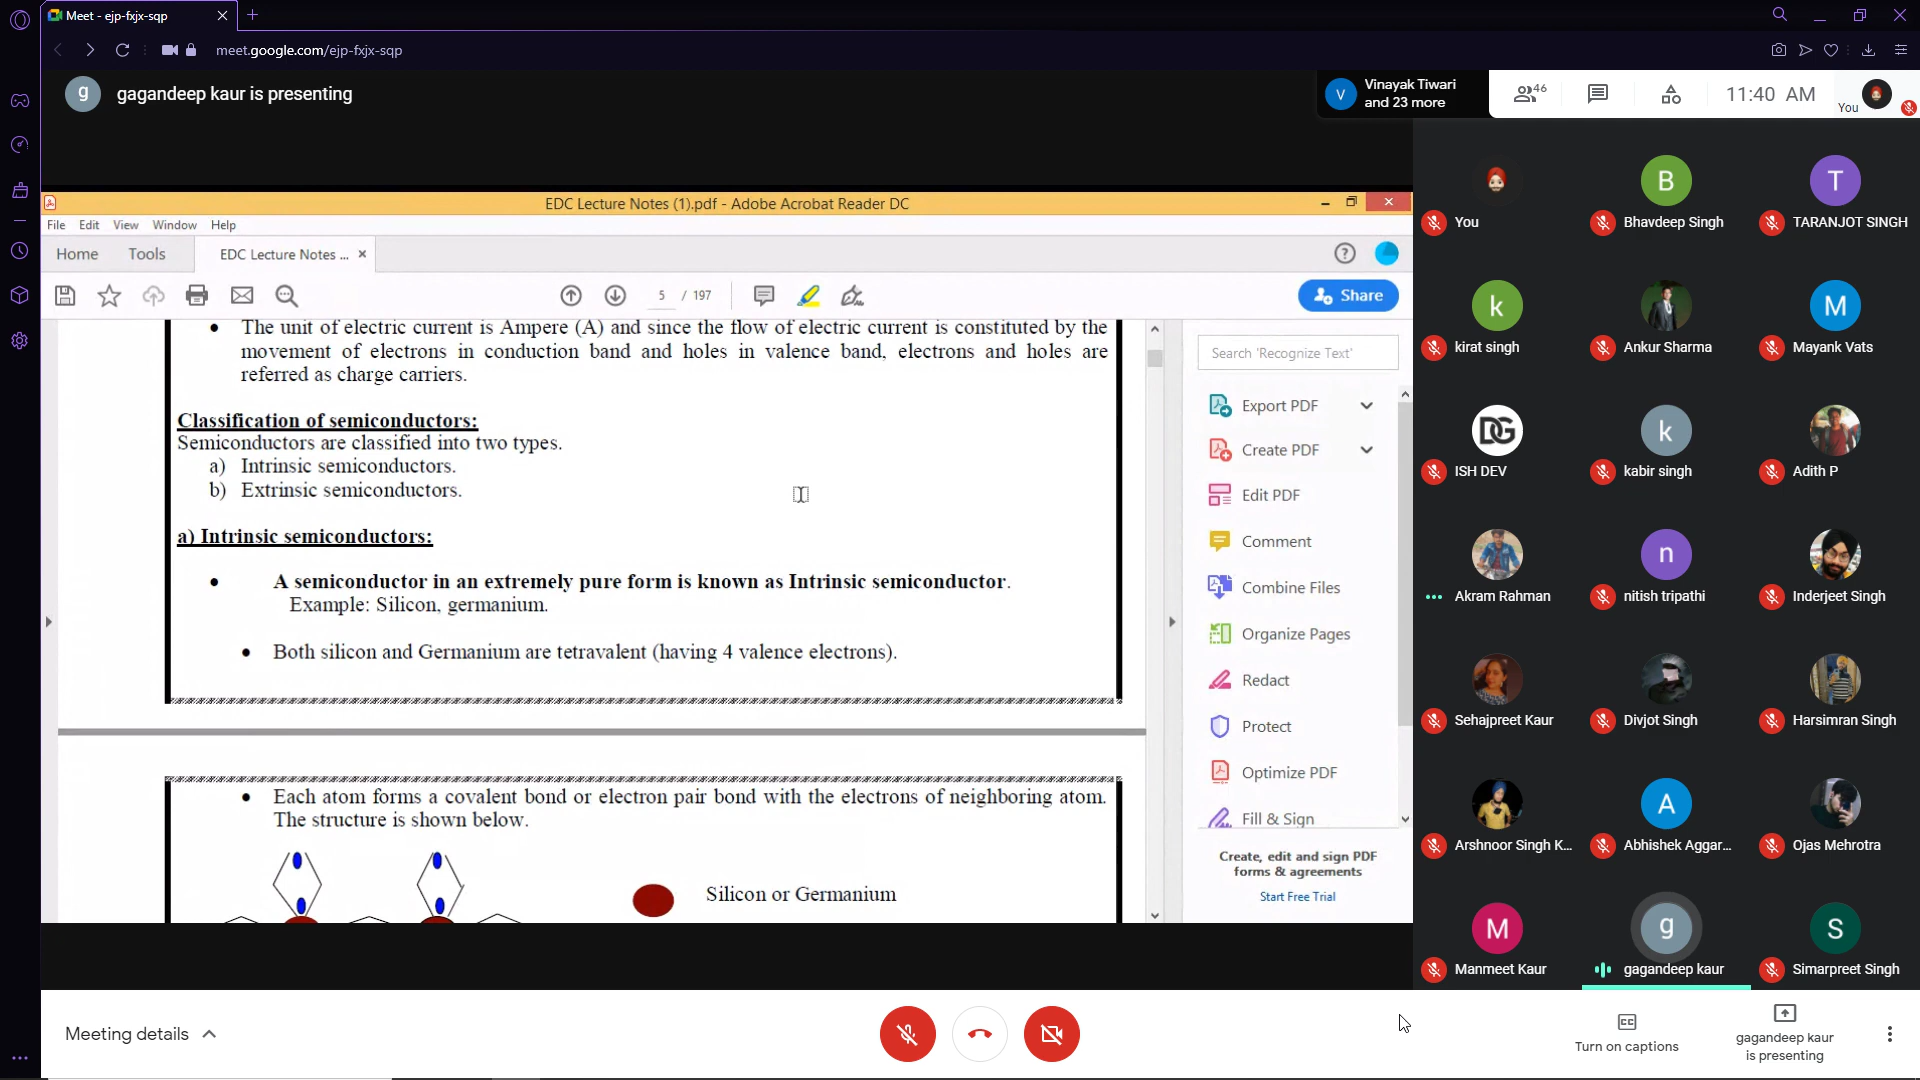 Meet - ejp-fxjx-sqp
meet.google.com/ejp-fxjx-sqp
g
gagandeep kaur is presenting
V
Vinayak Tiwari
and 23 more
46
11:40 AM
You
EDC Lecture Notes (1).pdf - Adobe Acrobat Reader DC
File Edit View Window Help
Home Tools EDC Lecture Notes ...
5 / 197
Share
• The unit of electric current is Ampere (A) and since the flow of electric current is constituted by the
movement of electrons in conduction band and holes in valence band, electrons and holes are
referred as charge carriers.
Classification of semiconductors:
Semiconductors are classified into two types.
a) Intrinsic semiconductors.
b) Extrinsic semiconductors.
a) Intrinsic semiconductors:
• A semiconductor in an extremely pure form is known as Intrinsic semiconductor.
Example: Silicon, germanium.
• Both silicon and Germanium are tetravalent (having 4 valence electrons).
• Each atom forms a covalent bond or electron pair bond with the electrons of neighboring atom.
The structure is shown below.
Silicon or Germanium
Search 'Recognize Text'
Export PDF
Create PDF
Edit PDF
Comment
Combine Files
Organize Pages
Redact
Protect
Optimize PDF
Fill & Sign
Create, edit and sign PDF
forms & agreements
Start Free Trial
B
T
You
Bhavdeep Singh
TARANJOT SINGH
k
M
kirat singh
Ankur Sharma
Mayank Vats
DG
k
ISH DEV
kabir singh
Adith P
n
Akram Rahman
nitish tripathi
Inderjeet Singh
Sehajpreet Kaur
Divjot Singh
Harsimran Singh
A
Arshnoor Singh K...
Abhishek Aggar...
Ojas Mehrotra
M
g
S
Manmeet Kaur
gagandeep kaur
Simarpreet Singh
Meeting details
CC
Turn on captions
gagandeep kaur
is presenting